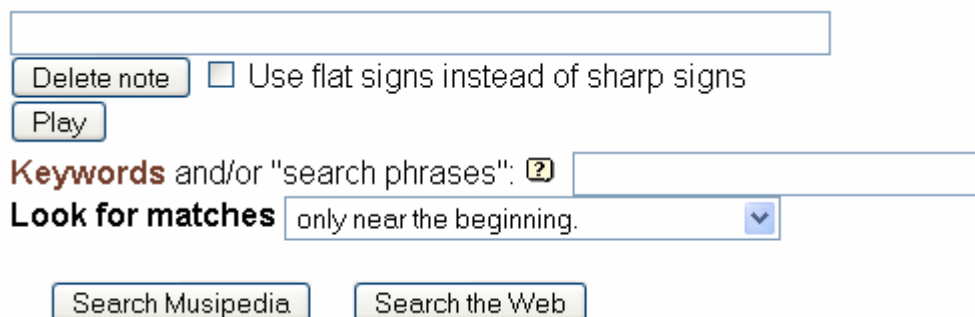 Delete note Use flat signs instead of sharp signs
Play
Keywords and/or "search phrases": ?
Look for matches only near the beginning.
Search Musipedia Search the Web